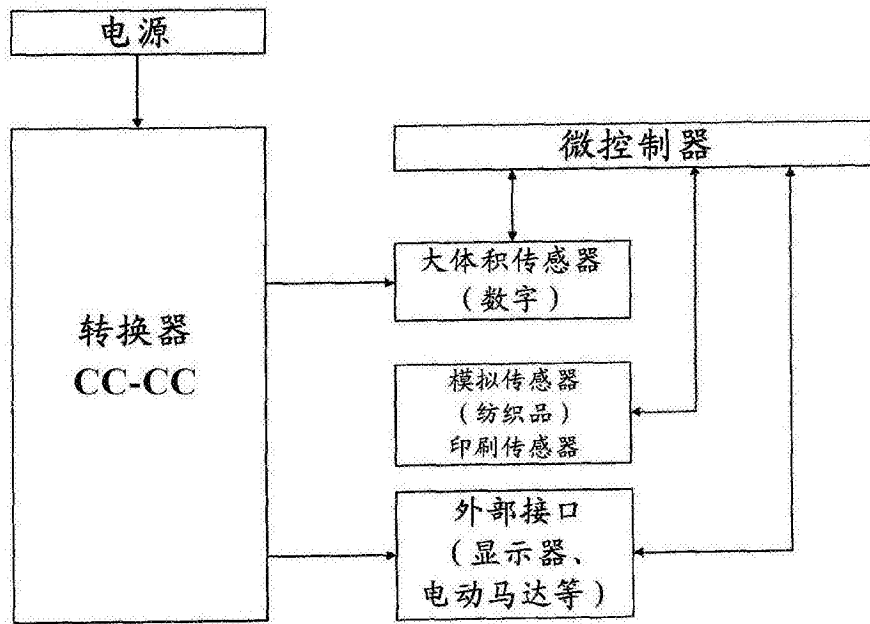 电源
微控制器
大体积传感器
（数字）
转换器
CC-CC
模拟传感器
（纺织品）
印刷传感器
外部接口
（显示器、
电动马达等）